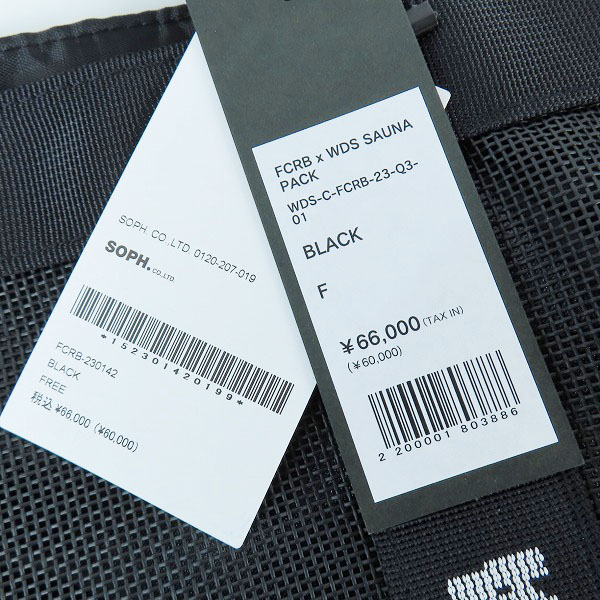 SOPH. CO.,LTD 0120-207-019
SOPH.CO.,LTD
*152301420199*
FCRB-230142
BLACK
FREE
税込 ¥66,000 (¥60,000)
FCRB x WDS SAUNA
PACK
WDS-C-FCRB-23-Q3-
01
BLACK
F
¥66,000 (TAX IN)
(¥60,000)
2 200001 803886